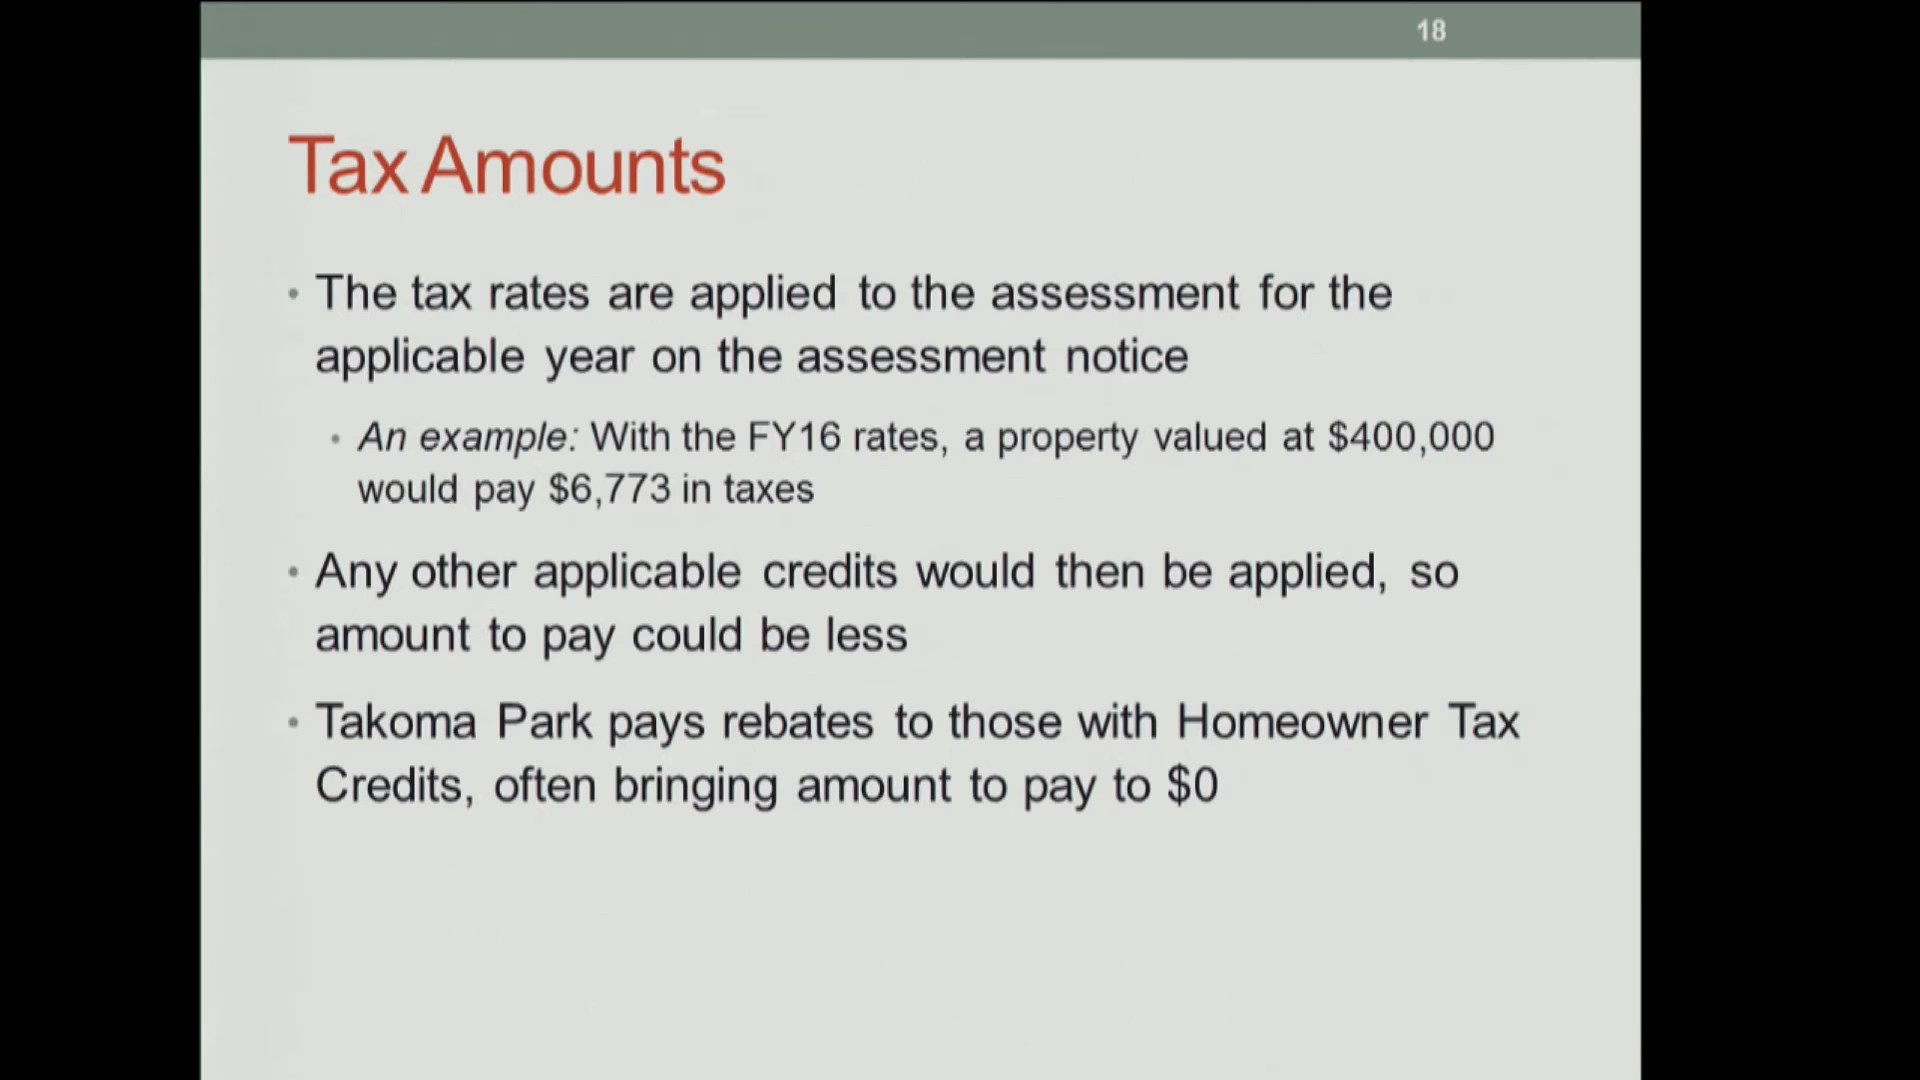 18
Tax Amounts
• The tax rates are applied to the assessment for the
applicable year on the assessment notice
• An example: With the FY16 rates, a property valued at $400,000
would pay $6,773 in taxes
• Any other applicable credits would then be applied, so
amount to pay could be less
• Takoma Park pays rebates to those with Homeowner Tax
Credits, often bringing amount to pay to $0